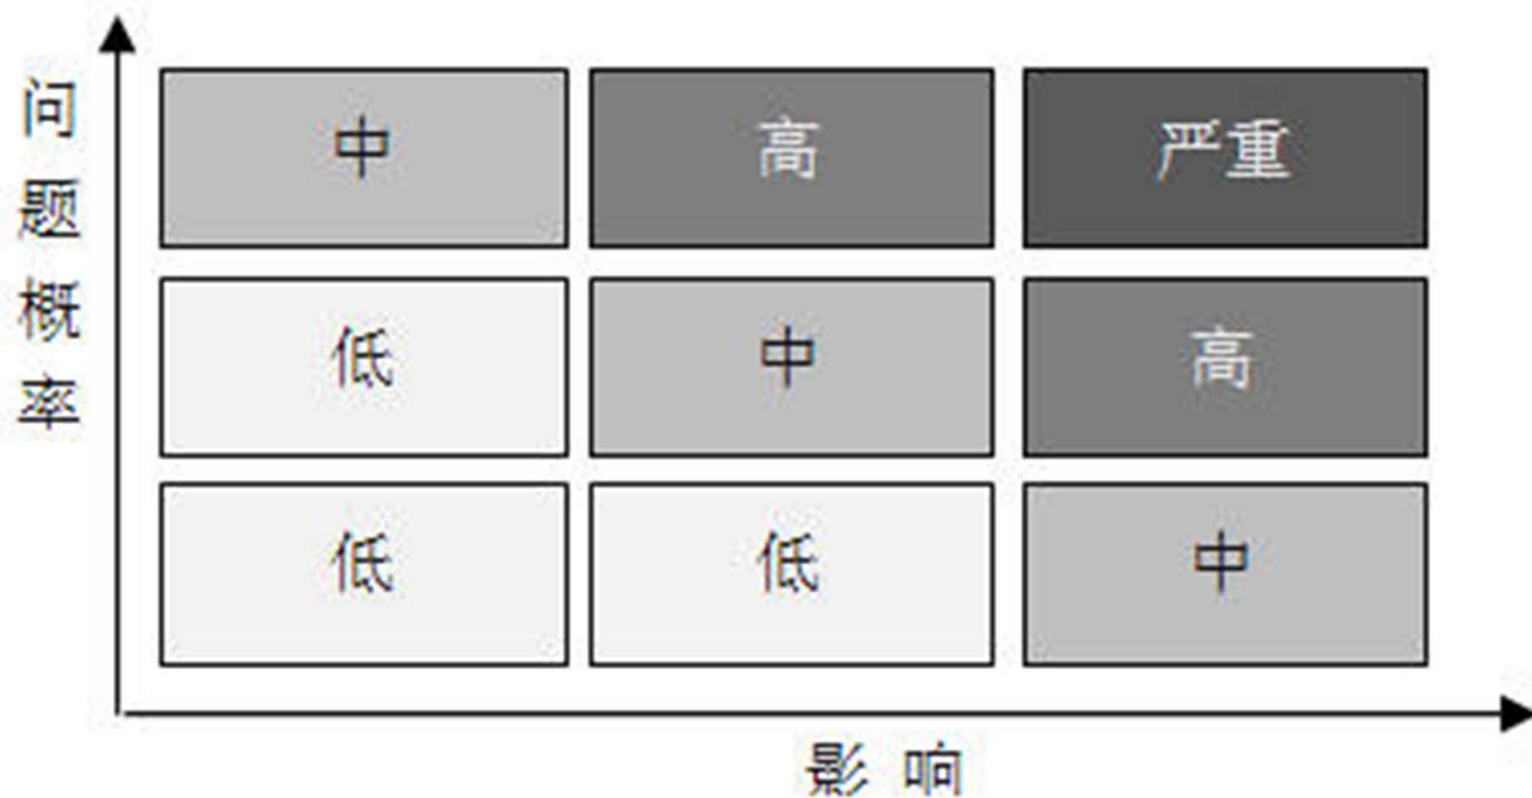 问题概率
中 高 严重
低 中 高
低 低 中
影响